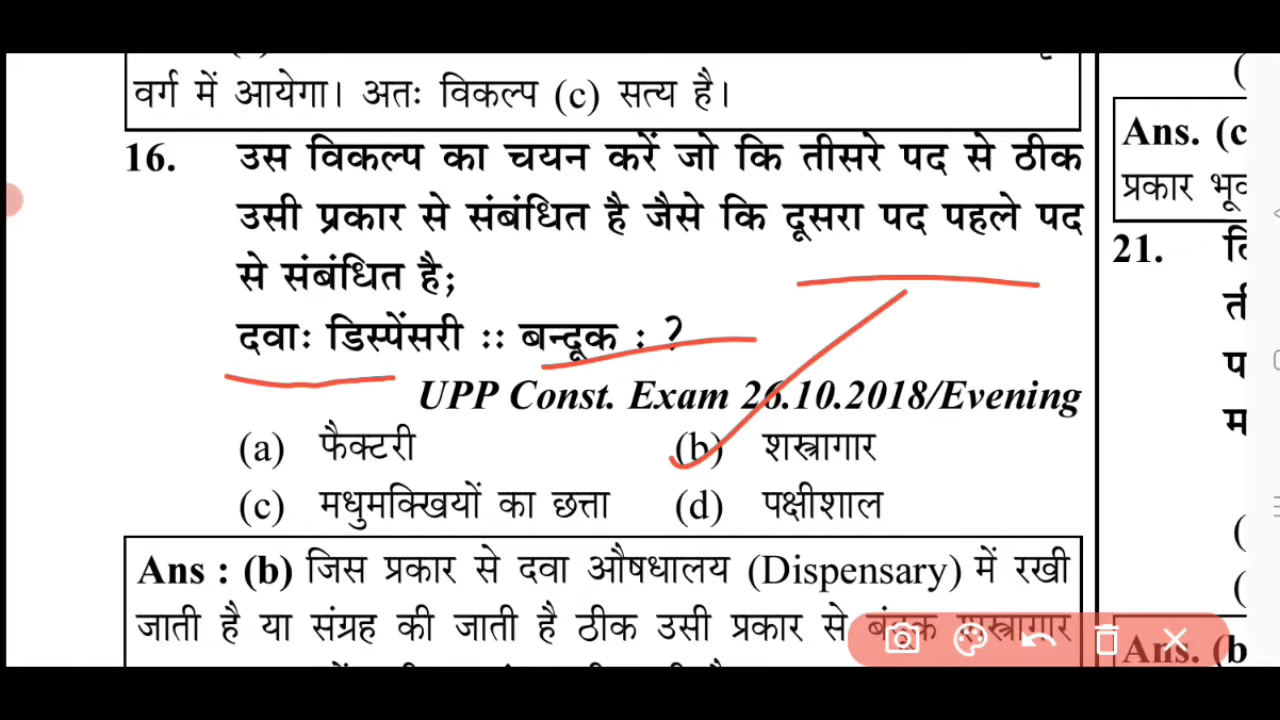 वर्ग में आयेगा। अतः विकल्प (c) सत्य है।
16. उस विकल्प का चयन करें जो कि तीसरे पद से ठीक
उसी प्रकार से संबंधित है जैसे कि दूसरा पद पहले पद
से संबंधित है;
दवाः डिस्पेंसरी :: बन्दूक : ?
UPP Const. Exam 26.10.2018/Evening
(a) फैक्टरी (b) शस्त्रागार
(c) मधुमक्खियों का छत्ता (d) पक्षीशाल
Ans : (b) जिस प्रकार से दवा औषधालय (Dispensary) में रखी
जाती है या संग्रह की जाती है ठीक उसी प्रकार से बंदूक शस्त्रागार
(
Ans. (c
प्रकार भूव
21.
ती
प
म
(
(
Ans. (b